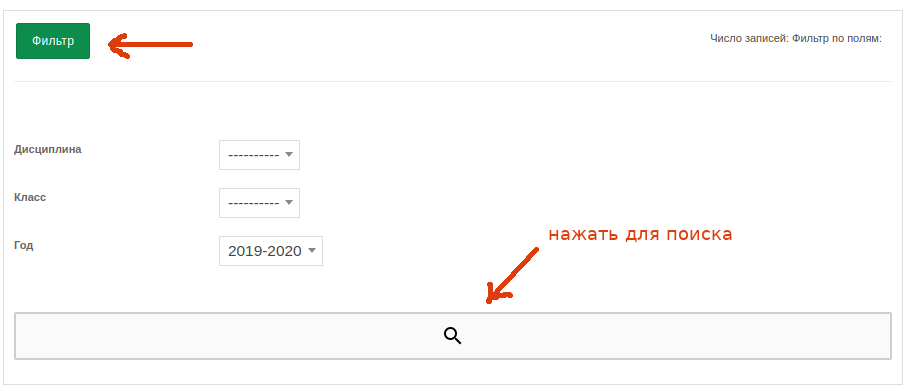 Фильтр
Число записей: Фильтр по полям:
Дисциплина
----------
Класс
----------
нажать для поиска
Год
2019-2020